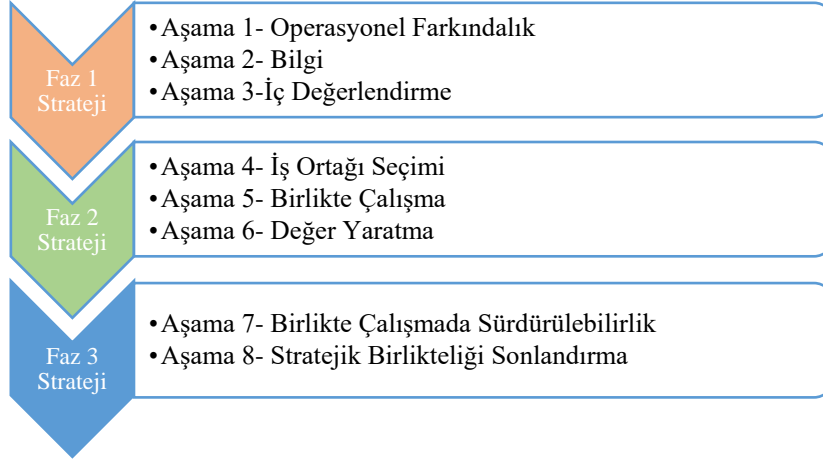 Faz 1
Strateji
•Aşama 1- Operasyonel Farkındalık
•Aşama 2- Bilgi
•Aşama 3-İç Değerlendirme
Faz 2
Strateji
•Aşama 4- İş Ortağı Seçimi
•Aşama 5- Birlikte Çalışma
•Aşama 6- Değer Yaratma
Faz 3
Strateji
•Aşama 7- Birlikte Çalışmada Sürdürülebilirlik
•Aşama 8- Stratejik Birlikteliği Sonlandırma